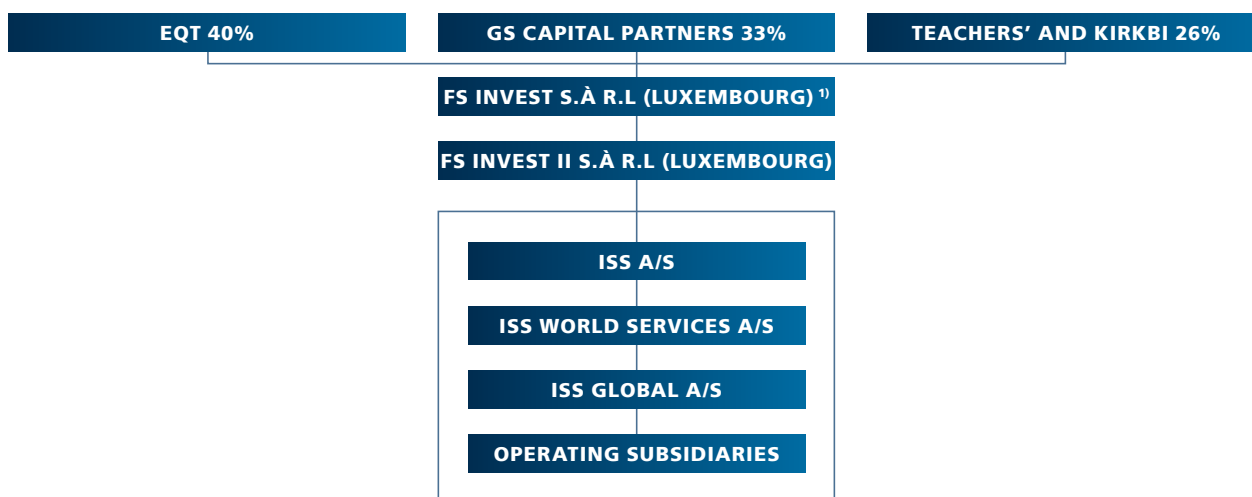 EQT 40%
GS CAPITAL PARTNERS 33%
TEACHERS’ AND KIRKBI 26%
FS INVEST S.À R.L (LUXEMBOURG) 1)
FS INVEST II S.À R.L (LUXEMBOURG)
ISS A/S
ISS WORLD SERVICES A/S
ISS GLOBAL A/S
OPERATING SUBSIDIARIES